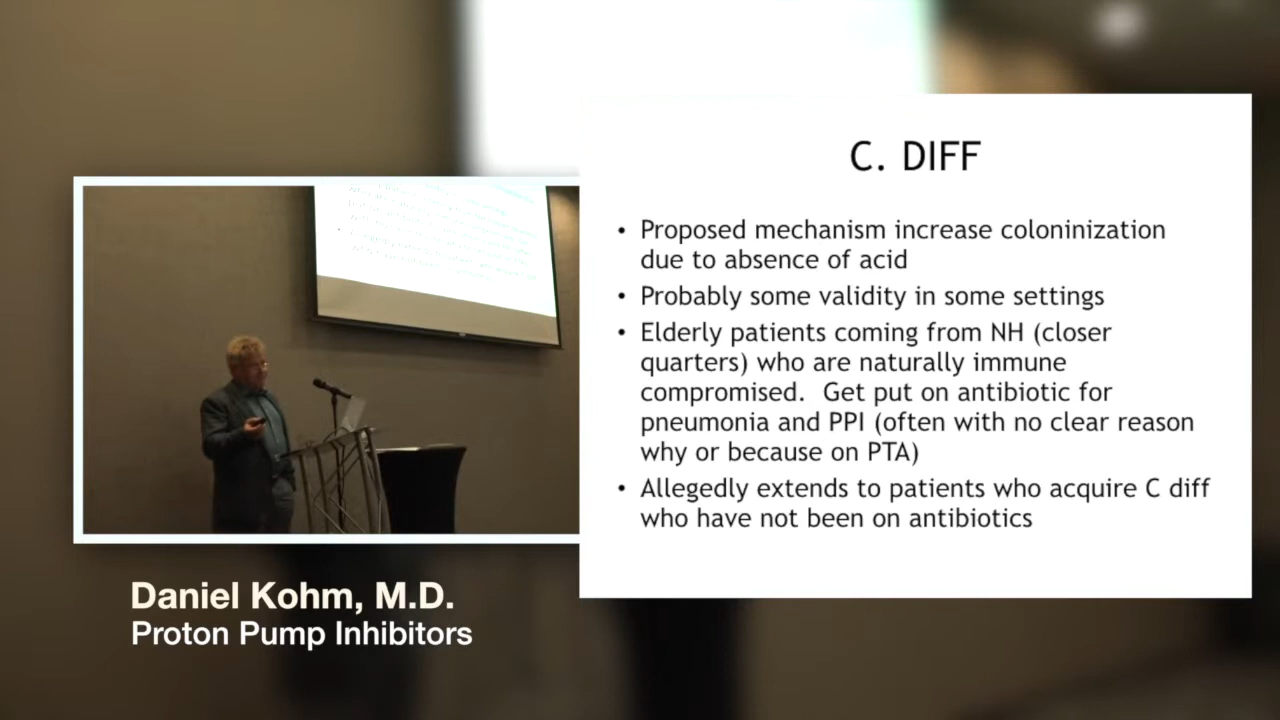 C. DIFF
• Proposed mechanism increase coloninization
due to absence of acid
• Probably some validity in some settings
• Elderly patients coming from NH (closer
quarters) who are naturally immune
compromised. Get put on antibiotic for
pneumonia and PPI (often with no clear reason
why or because on PTA)
• Allegedly extends to patients who acquire C diff
who have not been on antibiotics
Daniel Kohm, M.D.
Proton Pump Inhibitors